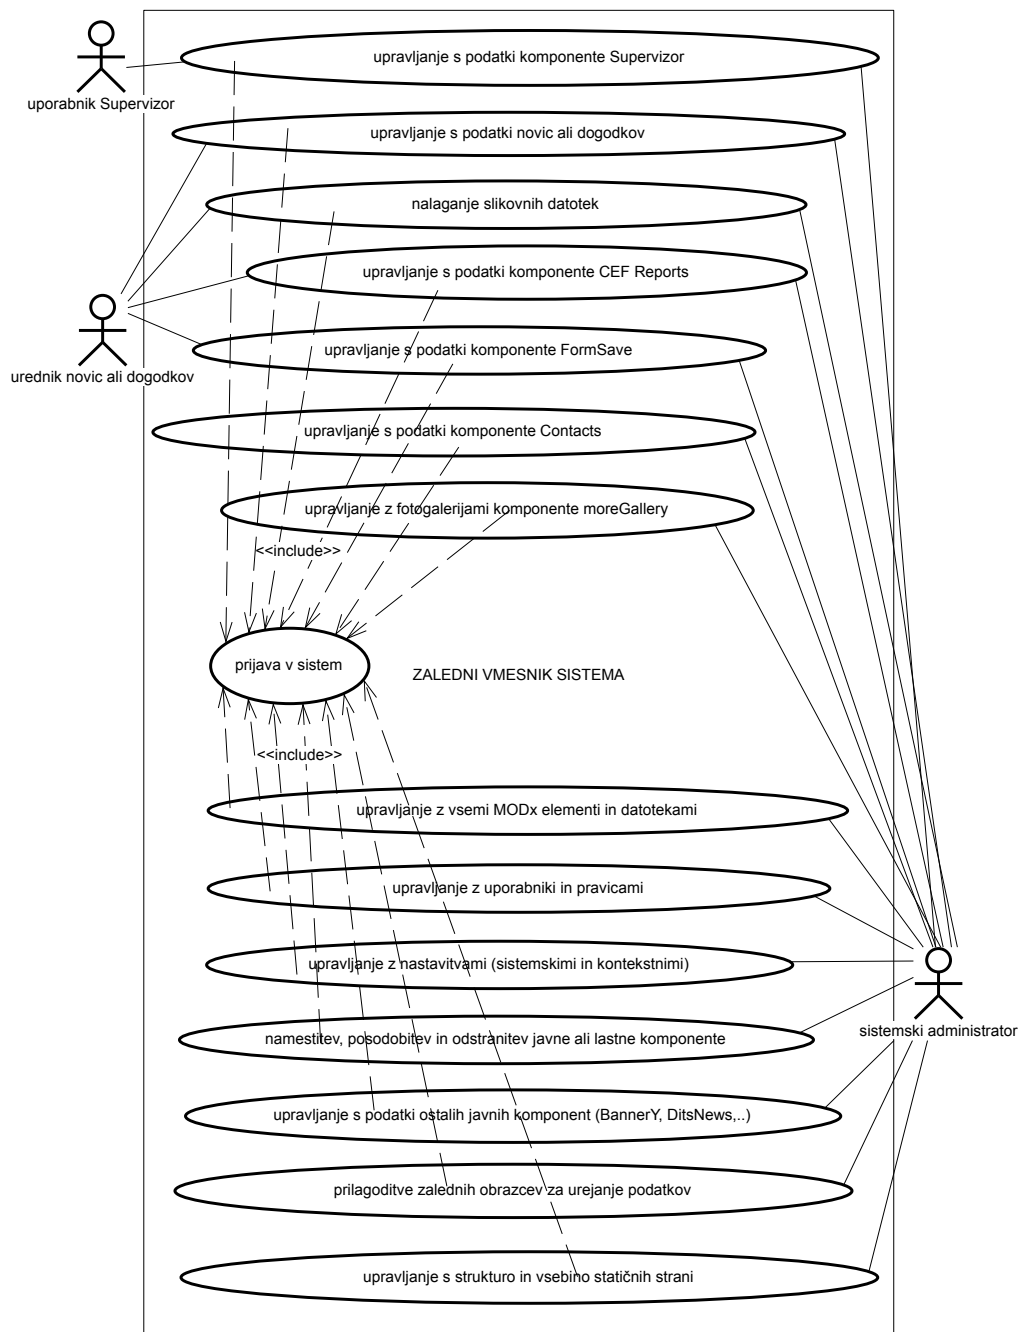 upravljanje s podatki komponente Supervizor
uporabnik Supervizor
upravljanje s podatki novic ali dogodkov
nalaganje slikovnih datotek
upravljanje s podatki komponente CEF Reports
upravljanje s podatki komponente FormSave
urednik novic ali dogodkov
upravljanje s podatki komponente Contacts
upravljanje z fotogalerijami komponente moreGallery
<<include>>
prijava v sistem
ZALEDNI VMESNIK SISTEMA
<<include>>
upravljanje z vsemi MODx elementi in datotekami
upravljanje z uporabniki in pravicami
upravljanje z nastavitvami (sistemskimi in kontekstnimi)
sistemski administrator
namestitev, posodobitev in odstranitev javne ali lastne komponente
upravljanje s podatki ostalih javnih komponent (BannerY, DitsNews,..)
prilagoditve zalednih obrazcev za urejanje podatkov
upravljanje s strukturo in vsebino statičnih strani